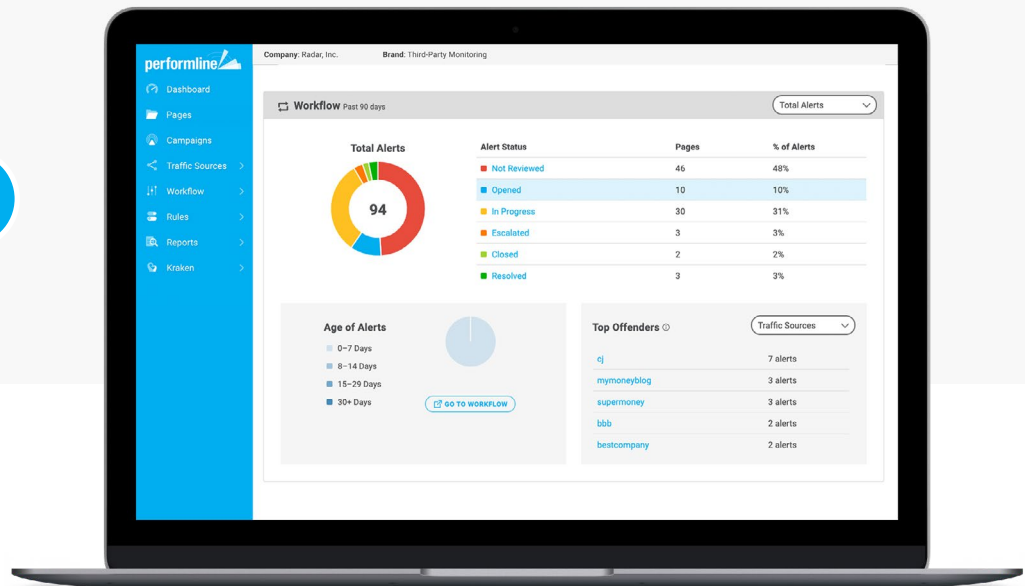 performline
Company: Radar, Inc. Brand: Third-Party Monitoring
Dashboard
Pages
Campaigns
Traffic Sources
Workflow
Rules
Reports
Kraken
Workflow Past 90 days
Total Alerts
Total Alerts
94
Alert Status Pages % of Alerts
Not Reviewed 46 48%
Opened 10 10%
In Progress 30 31%
Escalated 3 3%
Closed 2 2%
Resolved 3 3%
Age of Alerts
0–7 Days
8–14 Days
15–29 Days
30+ Days
GO TO WORKFLOW
Top Offenders
Traffic Sources
cj 7 alerts
mymoneyblog 3 alerts
supermoney 3 alerts
bbb 2 alerts
bestcompany 2 alerts